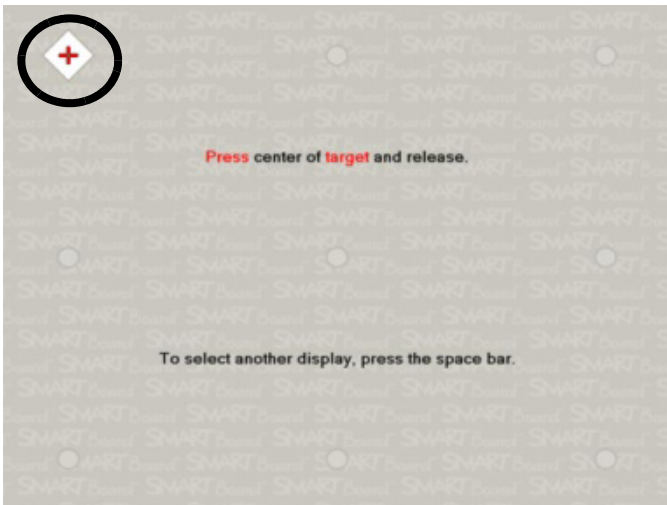 Press center of target and release.
To select another display, press the space bar.